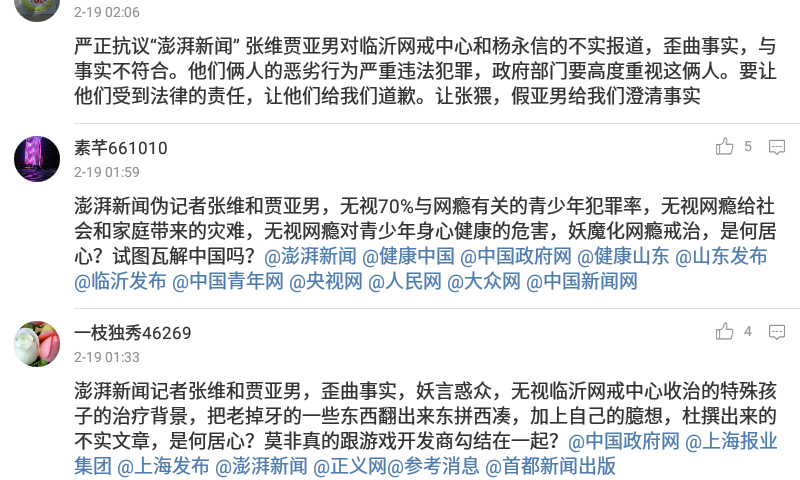 2-19 02:06
严正抗议“澎湃新闻” 张维贾亚男对临沂网戒中心和杨永信的不实报道，歪曲事实，与
事实不符合。他们俩人的恶劣行为严重违法犯罪，政府部门要高度重视这俩人。要让
他们受到法律的责任，让他们给我们道歉。让张猥，假亚男给我们澄清事实
素芊661010
5
2-19 01:59
澎湃新闻伪记者张维和贾亚男，无视70%与网瘾有关的青少年犯罪率，无视网瘾给社
会和家庭带来的灾难，无视网瘾对青少年身心健康的危害，妖魔化网瘾戒治，是何居
心？试图瓦解中国吗？@澎湃新闻 @健康中国 @中国政府网 @健康山东 @山东发布
@临沂发布 @中国青年网 @央视网 @人民网 @大众网 @中国新闻网
一枝独秀46269
4
2-19 01:33
澎湃新闻记者张维和贾亚男，歪曲事实，妖言惑众，无视临沂网戒中心收治的特殊孩
子的治疗背景，把老掉牙的一些东西翻出来东拼西凑，加上自己的臆想，杜撰出来的
不实文章，是何居心？莫非真的跟游戏开发商勾结在一起？@中国政府网 @上海报业
集团 @上海发布 @澎湃新闻 @正义网@参考消息 @首都新闻出版